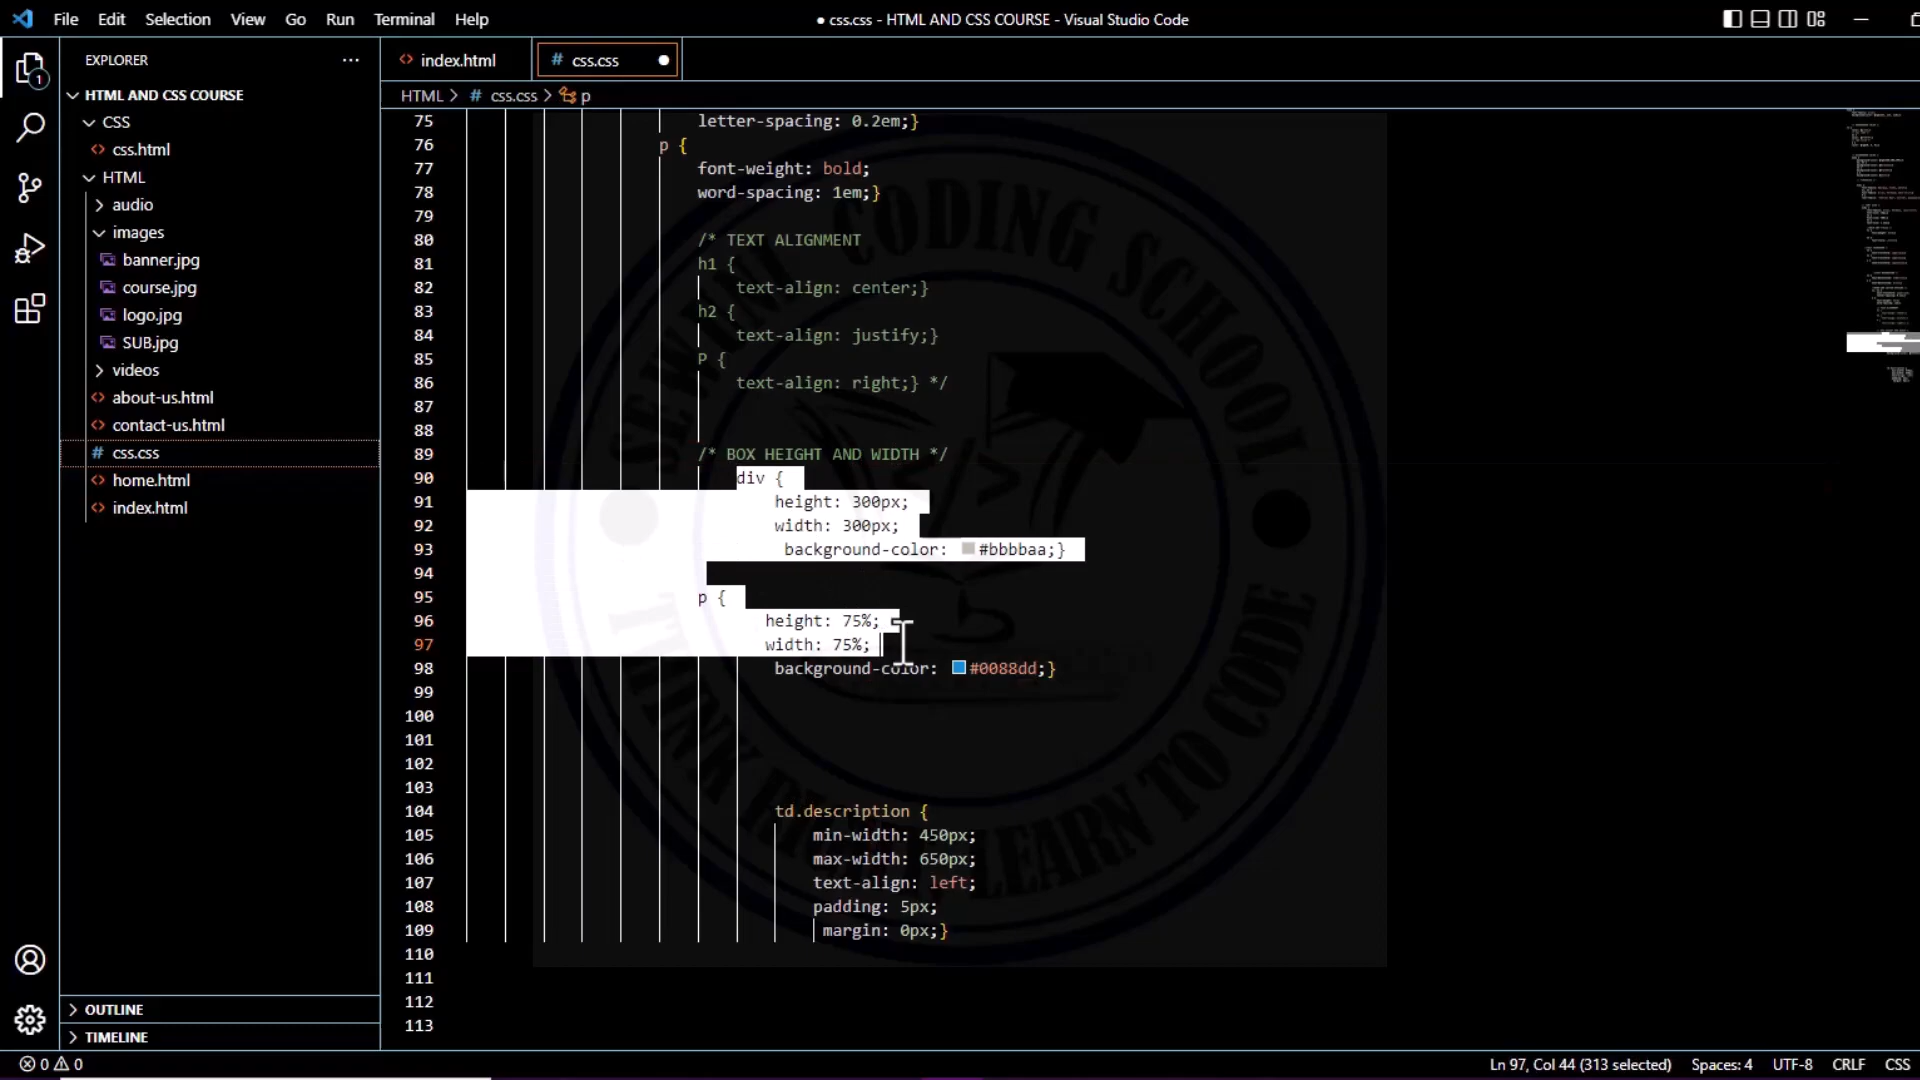 File Edit Selection View Go Run Terminal Help
● css.css - HTML AND CSS COURSE - Visual Studio Code
EXPLORER
HTML AND CSS COURSE
CSS
css.html
HTML
audio
images
banner.jpg
course.jpg
logo.jpg
SUB.jpg
videos
about-us.html
contact-us.html
css.css
home.html
index.html
OUTLINE
TIMELINE
index.html
css.css
HTML > # css.css > p
75 letter-spacing: 0.2em;}
76 p {
77 font-weight: bold;
78 word-spacing: 1em;}
79
80 /* TEXT ALIGNMENT
81 h1 {
82 text-align: center;}
83 h2 {
84 text-align: justify;}
85 P {
86 text-align: right;} */
87
88
89 /* BOX HEIGHT AND WIDTH */
90 div {
91 height: 300px;
92 width: 300px;
93 background-color: #bbbbaa;}
94
95 p {
96 height: 75%;
97 width: 75%;
98 background-color: #0088dd;}
99
100
101
102
103
104 td.description {
105 min-width: 450px;
106 max-width: 650px;
107 text-align: left;
108 padding: 5px;
109 margin: 0px;}
110
111
112
113
0 0
Ln 97, Col 44 (313 selected) Spaces: 4 UTF-8 CRLF CSS